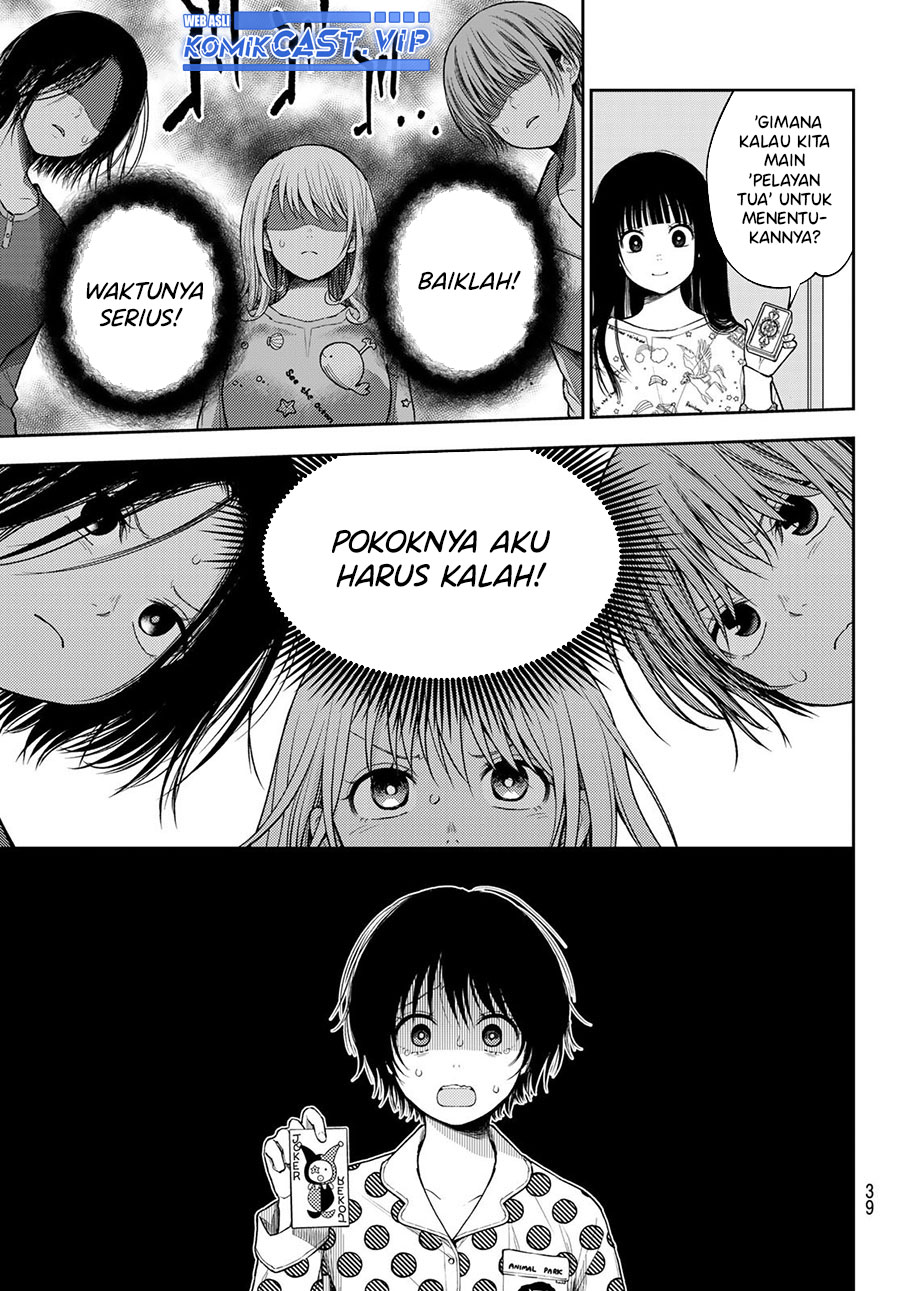 WEB ASLI
KOMIKCAST.VIP
'GIMANA
KALAU KITA
MAIN
'PELAYAN
TUA' UNTUK
MENENTU-
KANNYA?
BAIKLAH!
WAKTUNYA
SERIUS!
See the ocean
POKOKNYA AKU
HARUS KALAH!
JOKER
JOKER
ANIMAL PARK
39